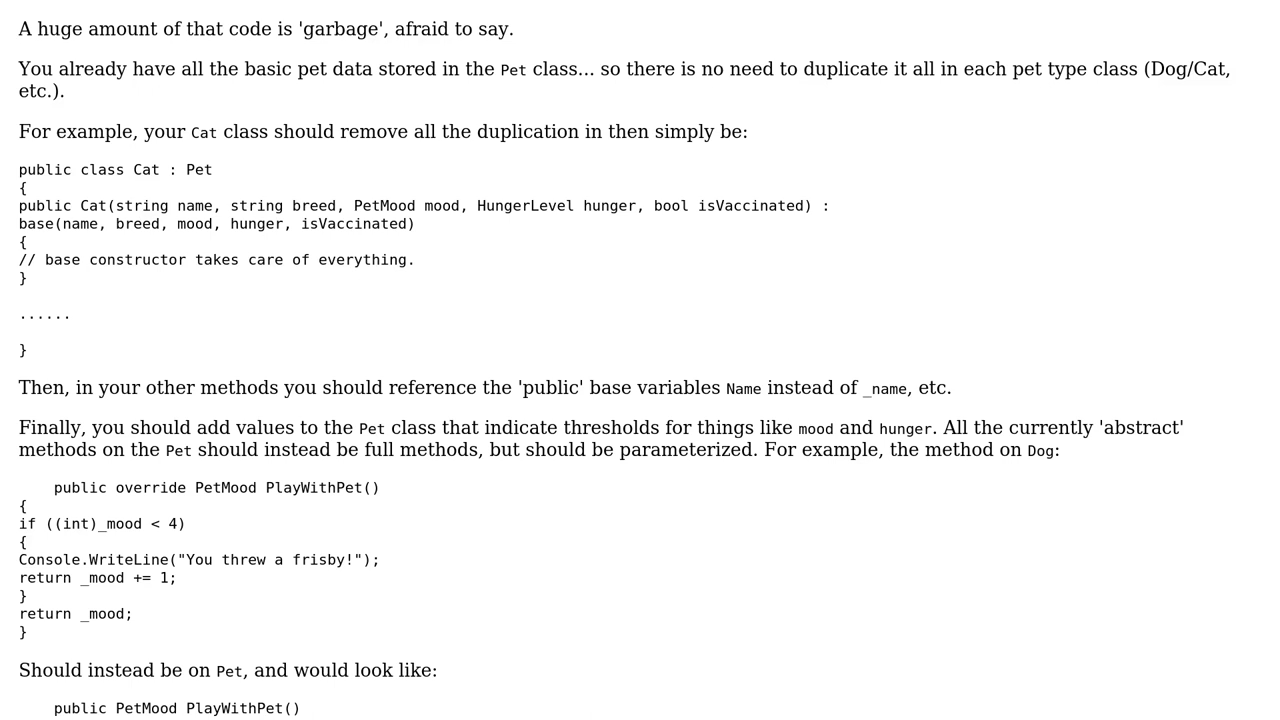 A huge amount of that code is 'garbage', afraid to say.
You already have all the basic pet data stored in the Pet class... so there is no need to duplicate it all in each pet type class (Dog/Cat,
etc.).
For example, your Cat class should remove all the duplication in then simply be:
public class Cat : Pet
{
public Cat(string name, string breed, PetMood mood, HungerLevel hunger, bool isVaccinated) :
base(name, breed, mood, hunger, isVaccinated)
{
// base constructor takes care of everything.
}
......
}
Then, in your other methods you should reference the 'public' base variables Name instead of _name, etc.
Finally, you should add values to the Pet class that indicate thresholds for things like mood and hunger. All the currently 'abstract'
methods on the Pet should instead be full methods, but should be parameterized. For example, the method on Dog:
public override PetMood PlayWithPet()
{
if ((int)_mood < 4)
{
Console.WriteLine("You threw a frisby!");
return _mood += 1;
}
return _mood;
}
Should instead be on Pet, and would look like:
public PetMood PlayWithPet()